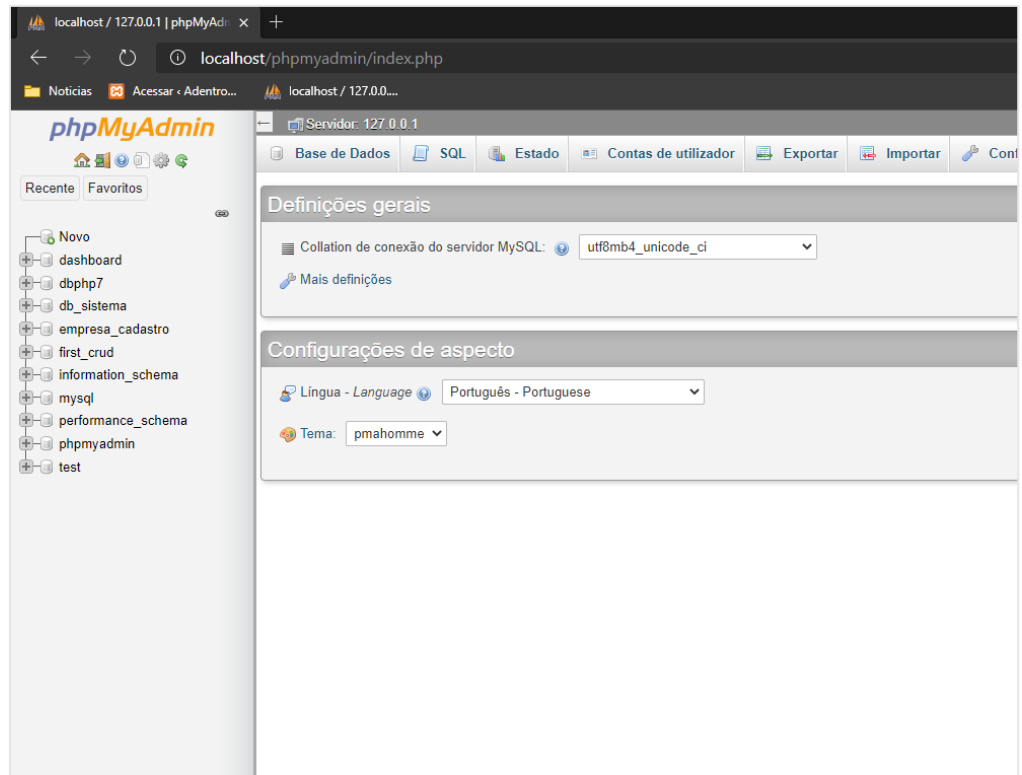 localhost / 127.0.0.1 | phpMyAdn
localhost/phpmyadmin/index.php
Noticias Acessar ‹ Adentro... localhost / 127.0.0....
phpMyAdmin
Recente Favoritos
Novo
dashboard
dbphp7
db_sistema
empresa_cadastro
first_crud
information_schema
mysql
performance_schema
phpmyadmin
test
Servidor: 127.0.0.1
Base de Dados SQL Estado Contas de utilizador Exportar Importar Conf
Definições gerais
Collation de conexão do servidor MySQL: utf8mb4_unicode_ci
Mais definições
Configurações de aspecto
Língua - Language Português - Portuguese
Tema: pmahomme